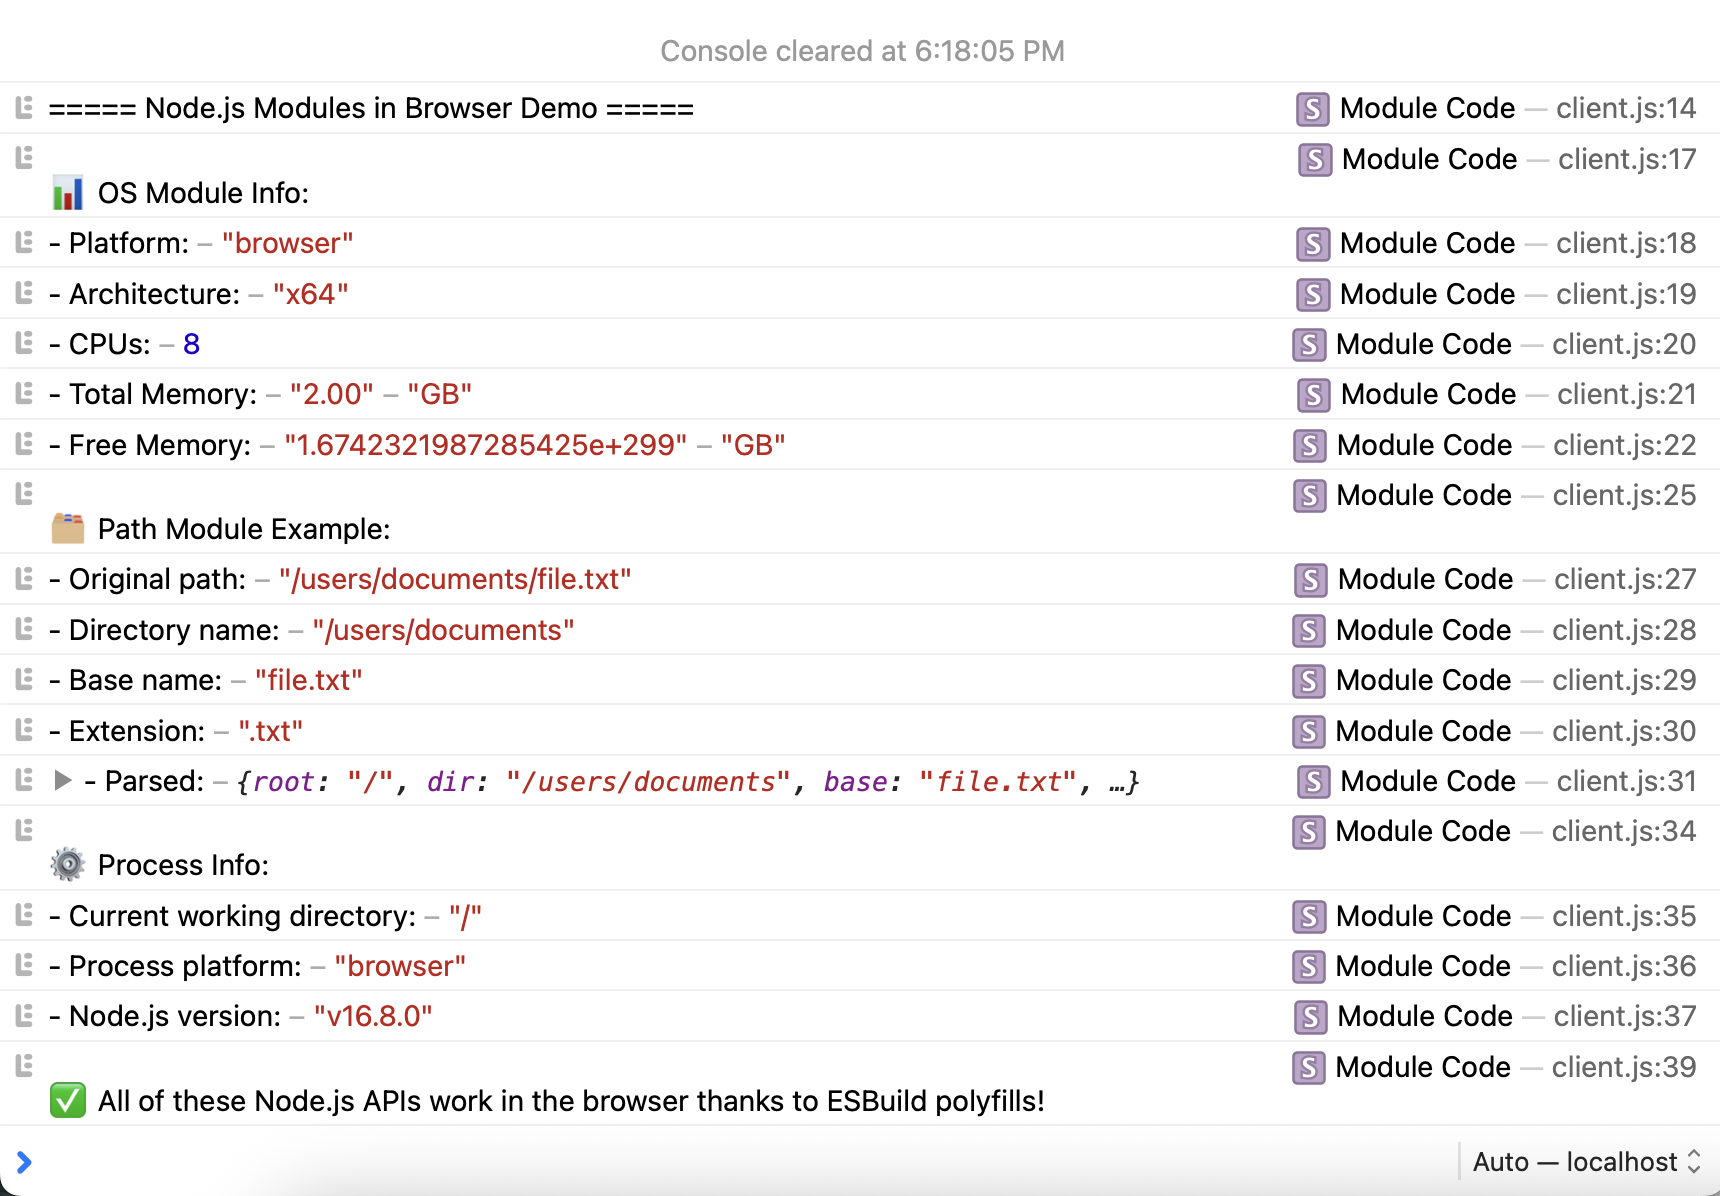 Console cleared at 6:18:05 PM
===== Node.js Modules in Browser Demo ===== S Module Code — client.js:14
S Module Code — client.js:17
📊 OS Module Info:
- Platform: – "browser" S Module Code — client.js:18
- Architecture: – "x64" S Module Code — client.js:19
- CPUs: – 8 S Module Code — client.js:20
- Total Memory: – "2.00" – "GB" S Module Code — client.js:21
- Free Memory: – "1.6742321987285425e+299" – "GB" S Module Code — client.js:22
S Module Code — client.js:25
🗂️ Path Module Example:
- Original path: – "/users/documents/file.txt" S Module Code — client.js:27
- Directory name: – "/users/documents" S Module Code — client.js:28
- Base name: – "file.txt" S Module Code — client.js:29
- Extension: – ".txt" S Module Code — client.js:30
▶ - Parsed: – {root: "/", dir: "/users/documents", base: "file.txt", …} S Module Code — client.js:31
S Module Code — client.js:34
⚙️ Process Info:
- Current working directory: – "/" S Module Code — client.js:35
- Process platform: – "browser" S Module Code — client.js:36
- Node.js version: – "v16.8.0" S Module Code — client.js:37
S Module Code — client.js:39
✅ All of these Node.js APIs work in the browser thanks to ESBuild polyfills!
Auto — localhost